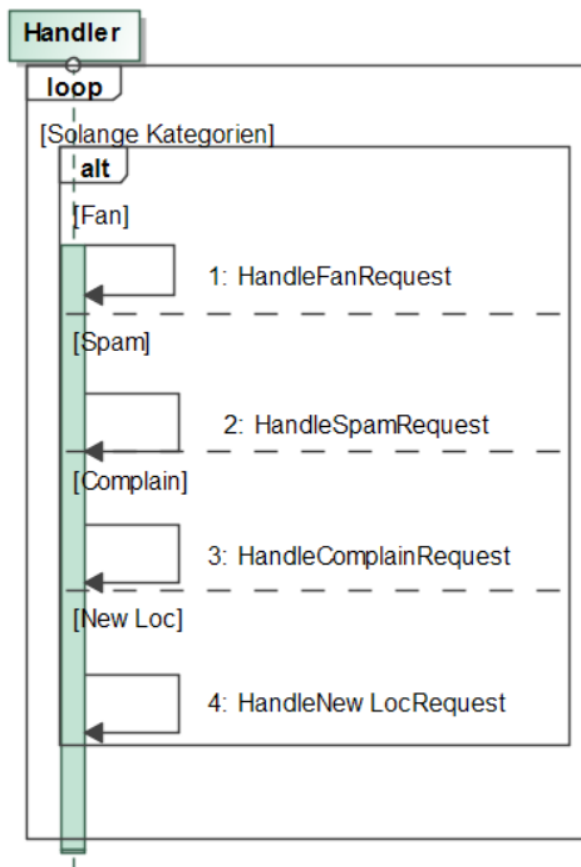 Handler
loop
[Solange Kategorien]
alt
[Fan]
1: HandleFanRequest
[Spam]
2: HandleSpamRequest
[Complain]
3: HandleComplainRequest
[New Loc]
4: HandleNew LocRequest